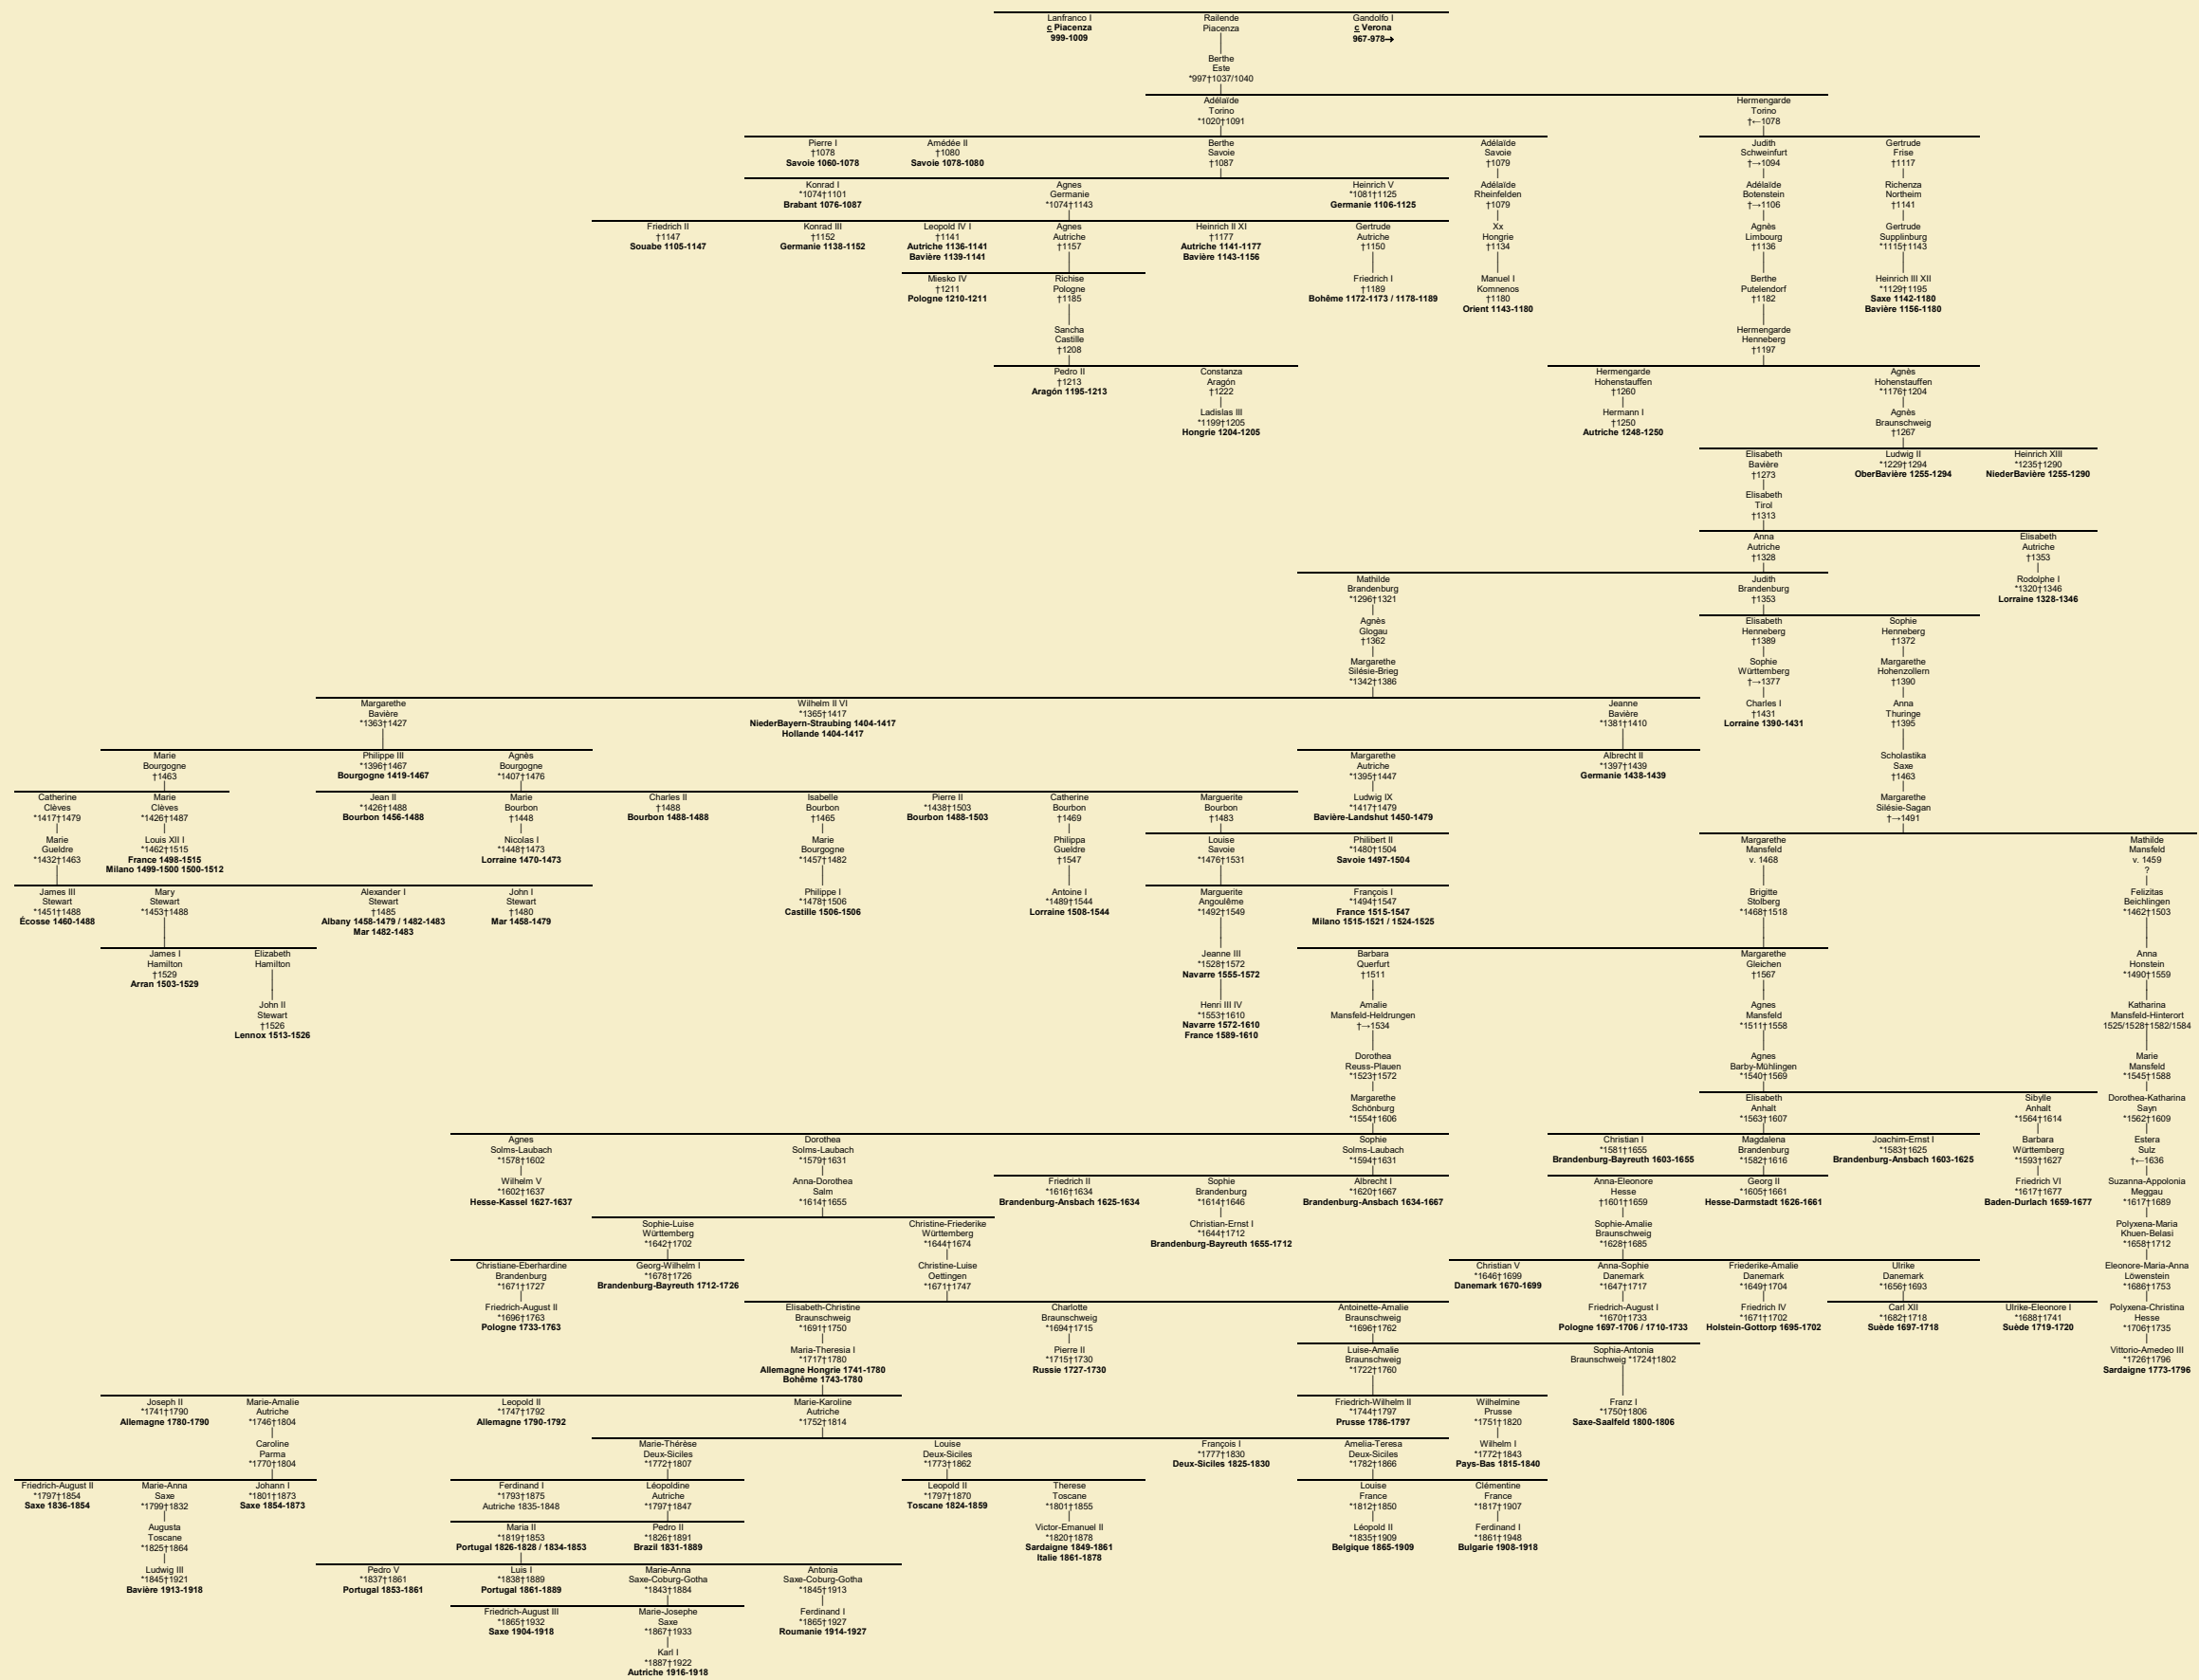 Lanfranco I
c Piacenza
999-1009
Railende
Piacenza
Gandolfo I
c Verona
967-978→
Berthe
Este
*997†1037/1040
Adélaïde
Torino
*1020†1091
Hermengarde
Torino
†←1078
Pierre I
†1078
Savoie 1060-1078
Amédée II
†1080
Savoie 1078-1080
Berthe
Savoie
†1087
Adélaïde
Savoie
†1079
Judith
Schweinfurt
†→1094
Gertrude
Frise
†1117
Konrad I
*1074†1101
Brabant 1076-1087
Agnes
Germanie
*1074†1143
Heinrich V
*1081†1125
Germanie 1106-1125
Adélaïde
Rheinfelden
†1079
Adélaïde
Botenstein
†→1106
Richenza
Northeim
†1141
Friedrich II
†1147
Souabe 1105-1147
Konrad III
†1152
Germanie 1138-1152
Leopold IV I
†1141
Autriche 1136-1141
Bavière 1139-1141
Agnes
Autriche
†1157
Heinrich II XI
†1177
Autriche 1141-1177
Bavière 1143-1156
Gertrude
Autriche
†1150
Xx
Hongrie
†1134
Agnès
Limbourg
†1136
Gertrude
Supplinburg
*1115†1143
Miesko IV
†1211
Pologne 1210-1211
Richise
Pologne
†1185
Friedrich I
†1189
Bohême 1172-1173 / 1178-1189
Manuel I
Komnenos
†1180
Orient 1143-1180
Berthe
Putelendorf
†1182
Heinrich III XII
*1129†1195
Saxe 1142-1180
Bavière 1156-1180
Sancha
Castille
†1208
Hermengarde
Henneberg
†1197
Pedro II
†1213
Aragón 1195-1213
Constanza
Aragón
†1222
Hermengarde
Hohenstauffen
†1260
Agnès
Hohenstauffen
*1176†1204
Ladislas III
*1199†1205
Hongrie 1204-1205
Hermann I
†1250
Autriche 1248-1250
Agnès
Braunschweig
†1267
Elisabeth
Bavière
†1273
Ludwig II
*1229†1294
OberBavière 1255-1294
Heinrich XIII
*1235†1290
NiederBavière 1255-1290
Elisabeth
Tirol
†1313
Anna
Autriche
†1328
Elisabeth
Autriche
†1353
Mathilde
Brandenburg
*1296†1321
Judith
Brandenburg
†1353
Rodolphe I
*1320†1346
Lorraine 1328-1346
Agnès
Glogau
†1362
Elisabeth
Henneberg
†1389
Sophie
Henneberg
†1372
Margarethe
Silésie-Brieg
*1342†1386
Sophie
Württemberg
†→1377
Margarethe
Hohenzollern
†1390
Margarethe
Bavière
*1363†1427
Wilhelm II VI
*1365†1417
NiederBayern-Straubing 1404-1417
Hollande 1404-1417
Jeanne
Bavière
*1381†1410
Charles I
†1431
Lorraine 1390-1431
Anna
Thuringe
†1395
Marie
Bourgogne
†1463
Philippe III
*1396†1467
Bourgogne 1419-1467
Agnès
Bourgogne
*1407†1476
Margarethe
Autriche
*1395†1447
Albrecht II
*1397†1439
Germanie 1438-1439
Scholastika
Saxe
†1463
Catherine
Clèves
*1417†1479
Marie
Clèves
*1426†1487
Jean II
*1426†1488
Bourbon 1456-1488
Marie
Bourbon
†1448
Charles II
†1488
Bourbon 1488-1488
Isabelle
Bourbon
†1465
Pierre II
*1438†1503
Bourbon 1488-1503
Catherine
Bourbon
†1469
Marguerite
Bourbon
†1483
Ludwig IX
*1417†1479
Bavière-Landshut 1450-1479
Margarethe
Silésie-Sagan
†→1491
Marie
Gueldre
*1432†1463
Louis XII I
*1462†1515
France 1498-1515
Milano 1499-1500 1500-1512
Nicolas I
*1448†1473
Lorraine 1470-1473
Marie
Bourgogne
*1457†1482
Philippa
Gueldre
†1547
Louise
Savoie
*1476†1531
Philibert II
*1480†1504
Savoie 1497-1504
Margarethe
Mansfeld
v. 1468
Mathilde
Mansfeld
v. 1459
?
James III
Stewart
*1451†1488
Écosse 1460-1488
Mary
Stewart
*1453†1488
Alexander I
Stewart
†1485
Albany 1458-1479 / 1482-1483
Mar 1482-1483
John I
Stewart
†1480
Mar 1458-1479
Philippe I
*1478†1506
Castille 1506-1506
Antoine I
*1489†1544
Lorraine 1508-1544
Marguerite
Angoulême
*1492†1549
François I
*1494†1547
France 1515-1547
Milano 1515-1521 / 1524-1525
Brigitte
Stolberg
*1468†1518
Felizitas
Beichlingen
*1462†1503
James I
Hamilton
†1529
Arran 1503-1529
Elizabeth
Hamilton
Jeanne III
*1528†1572
Navarre 1555-1572
Barbara
Querfurt
†1511
Margarethe
Gleichen
†1567
Anna
Honstein
*1490†1559
John II
Stewart
†1526
Lennox 1513-1526
Henri III IV
*1553†1610
Navarre 1572-1610
France 1589-1610
Amalie
Mansfeld-Heldrungen
†→1534
Agnes
Mansfeld
*1511†1558
Katharina
Mansfeld-Hinterort
1525/1528†1582/1584
Dorothea
Reuss-Plauen
*1523†1572
Agnes
Barby-Mühlingen
*1540†1569
Marie
Mansfeld
*1545†1588
Margarethe
Schönburg
*1554†1606
Elisabeth
Anhalt
*1563†1607
Sibylle
Anhalt
*1564†1614
Dorothea-Katharina
Sayn
*1562†1609
Agnes
Solms-Laubach
*1578†1602
Dorothea
Solms-Laubach
*1579†1631
Sophie
Solms-Laubach
*1594†1631
Christian I
*1581†1655
Brandenburg-Bayreuth 1603-1655
Magdalena
Brandenburg
*1582†1616
Joachim-Ernst I
*1583†1625
Brandenburg-Ansbach 1603-1625
Barbara
Württemberg
*1593†1627
Estera
Sulz
†←1636
Wilhelm V
*1602†1637
Hesse-Kassel 1627-1637
Anna-Dorothea
Salm
*1614†1655
Friedrich II
*1616†1634
Brandenburg-Ansbach 1625-1634
Sophie
Brandenburg
*1614†1646
Albrecht I
*1620†1667
Brandenburg-Ansbach 1634-1667
Anna-Eleonore
Hesse
†1601†1659
Georg II
*1605†1661
Hesse-Darmstadt 1626-1661
Friedrich VI
*1617†1677
Baden-Durlach 1659-1677
Suzanna-Appolonia
Meggau
*1617†1689
Sophie-Luise
Württemberg
*1642†1702
Christine-Friederike
Württemberg
*1644†1674
Christian-Ernst I
*1644†1712
Brandenburg-Bayreuth 1655-1712
Sophie-Amalie
Braunschweig
*1628†1685
Polyxena-Maria
Khuen-Belasi
*1658†1712
Christiane-Eberhardine
Brandenburg
*1671†1727
Georg-Wilhelm I
*1678†1726
Brandenburg-Bayreuth 1712-1726
Christine-Luise
Oettingen
*1671†1747
Christian V
*1646†1699
Danemark 1670-1699
Anna-Sophie
Danemark
*1647†1717
Friederike-Amalie
Danemark
*1649†1704
Ulrike
Danemark
*1656†1693
Eleonore-Maria-Anna
Löwenstein
*1686†1753
Friedrich-August II
*1696†1763
Pologne 1733-1763
Elisabeth-Christine
Braunschweig
*1691†1750
Charlotte
Braunschweig
*1694†1715
Antoinette-Amalie
Braunschweig
*1696†1762
Friedrich-August I
*1670†1733
Pologne 1697-1706 / 1710-1733
Friedrich IV
*1671†1702
Holstein-Gottorp 1695-1702
Carl XII
*1682†1718
Suède 1697-1718
Ulrike-Eleonore I
*1688†1741
Suède 1719-1720
Polyxena-Christina
Hesse
*1706†1735
Maria-Theresia I
*1717†1780
Allemagne Hongrie 1741-1780
Bohême 1743-1780
Pierre II
*1715†1730
Russie 1727-1730
Luise-Amalie
Braunschweig
*1722†1760
Sophia-Antonia
Braunschweig *1724†1802
Vittorio-Amedeo III
*1726†1796
Sardaigne 1773-1796
Joseph II
*1741†1790
Allemagne 1780-1790
Marie-Amalie
Autriche
*1746†1804
Leopold II
*1747†1792
Allemagne 1790-1792
Marie-Karoline
Autriche
*1752†1814
Friedrich-Wilhelm II
*1744†1797
Prusse 1786-1797
Wilhelmine
Prusse
*1751†1820
Franz I
*1750†1806
Saxe-Saalfeld 1800-1806
Caroline
Parma
*1770†1804
Marie-Thérèse
Deux-Siciles
*1772†1807
Louise
Deux-Siciles
*1773†1862
François I
*1777†1830
Deux-Siciles 1825-1830
Amelia-Teresa
Deux-Siciles
*1782†1866
Wilhelm I
*1772†1843
Pays-Bas 1815-1840
Friedrich-August II
*1797†1854
Saxe 1836-1854
Marie-Anna
Saxe
*1799†1832
Johann I
*1801†1873
Saxe 1854-1873
Ferdinand I
*1793†1875
Autriche 1835-1848
Léopoldine
Autriche
*1797†1847
Leopold II
*1797†1870
Toscane 1824-1859
Therese
Toscane
*1801†1855
Louise
France
*1812†1850
Clémentine
France
*1817†1907
Augusta
Toscane
*1825†1864
Maria II
*1819†1853
Portugal 1826-1828 / 1834-1853
Pedro II
*1826†1891
Brazil 1831-1889
Victor-Emanuel II
*1820†1878
Sardaigne 1849-1861
Italie 1861-1878
Léopold II
*1835†1909
Belgique 1865-1909
Ferdinand I
*1861†1948
Bulgarie 1908-1918
Ludwig III
*1845†1921
Bavière 1913-1918
Pedro V
*1837†1861
Portugal 1853-1861
Luis I
*1838†1889
Portugal 1861-1889
Marie-Anna
Saxe-Coburg-Gotha
*1843†1884
Antonia
Saxe-Coburg-Gotha
*1845†1913
Friedrich-August III
*1865†1932
Saxe 1904-1918
Marie-Josephe
Saxe
*1867†1933
Ferdinand I
*1865†1927
Roumanie 1914-1927
Karl I
*1887†1922
Autriche 1916-1918